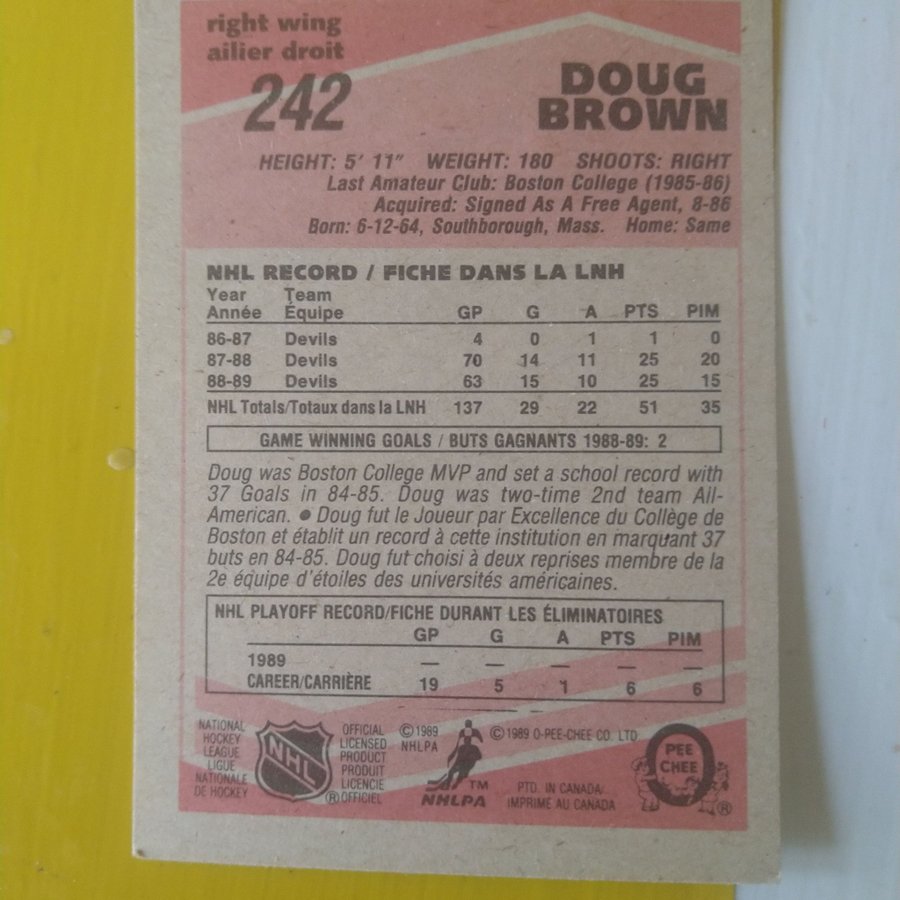 right wing
ailier droit
242
DOUG
BROWN
HEIGHT: 5' 11" WEIGHT: 180 SHOOTS: RIGHT
Last Amateur Club: Boston College (1985-86)
Acquired: Signed As A Free Agent, 8-86
Born: 6-12-64, Southborough, Mass. Home: Same
NHL RECORD / FICHE DANS LA LNH
Year Team
Année Équipe GP G A PTS PIM
86-87 Devils 4 0 1 1 0
87-88 Devils 70 14 11 25 20
88-89 Devils 63 15 10 25 15
NHL Totals/Totaux dans la LNH 137 29 22 51 35
GAME WINNING GOALS / BUTS GAGNANTS 1988-89: 2
Doug was Boston College MVP and set a school record with
37 Goals in 84-85. Doug was two-time 2nd team All-
American. ● Doug fut le Joueur par Excellence du Collège de
Boston et établit un record à cette institution en marquant 37
buts en 84-85. Doug fut choisi à deux reprises membre de la
2e équipe d'étoiles des universités américaines.
NHL PLAYOFF RECORD/FICHE DURANT LES ÉLIMINATOIRES
GP G A PTS PIM
1989 — — — — —
CAREER/CARRIÈRE 19 5 1 6 6
NATIONAL
HOCKEY
LEAGUE
LIGUE
NATIONALE
DE HOCKEY
NHL
OFFICIAL
LICENSED
PRODUCT
PRODUIT
LICENCIE
® OFFICIEL
© 1989
NHLPA
TM
NHLPA
© 1989 O-PEE-CHEE CO. LTD.
PTD. IN CANADA/
IMPRIMÉ AU CANADA
O
PEE
CHEE
®